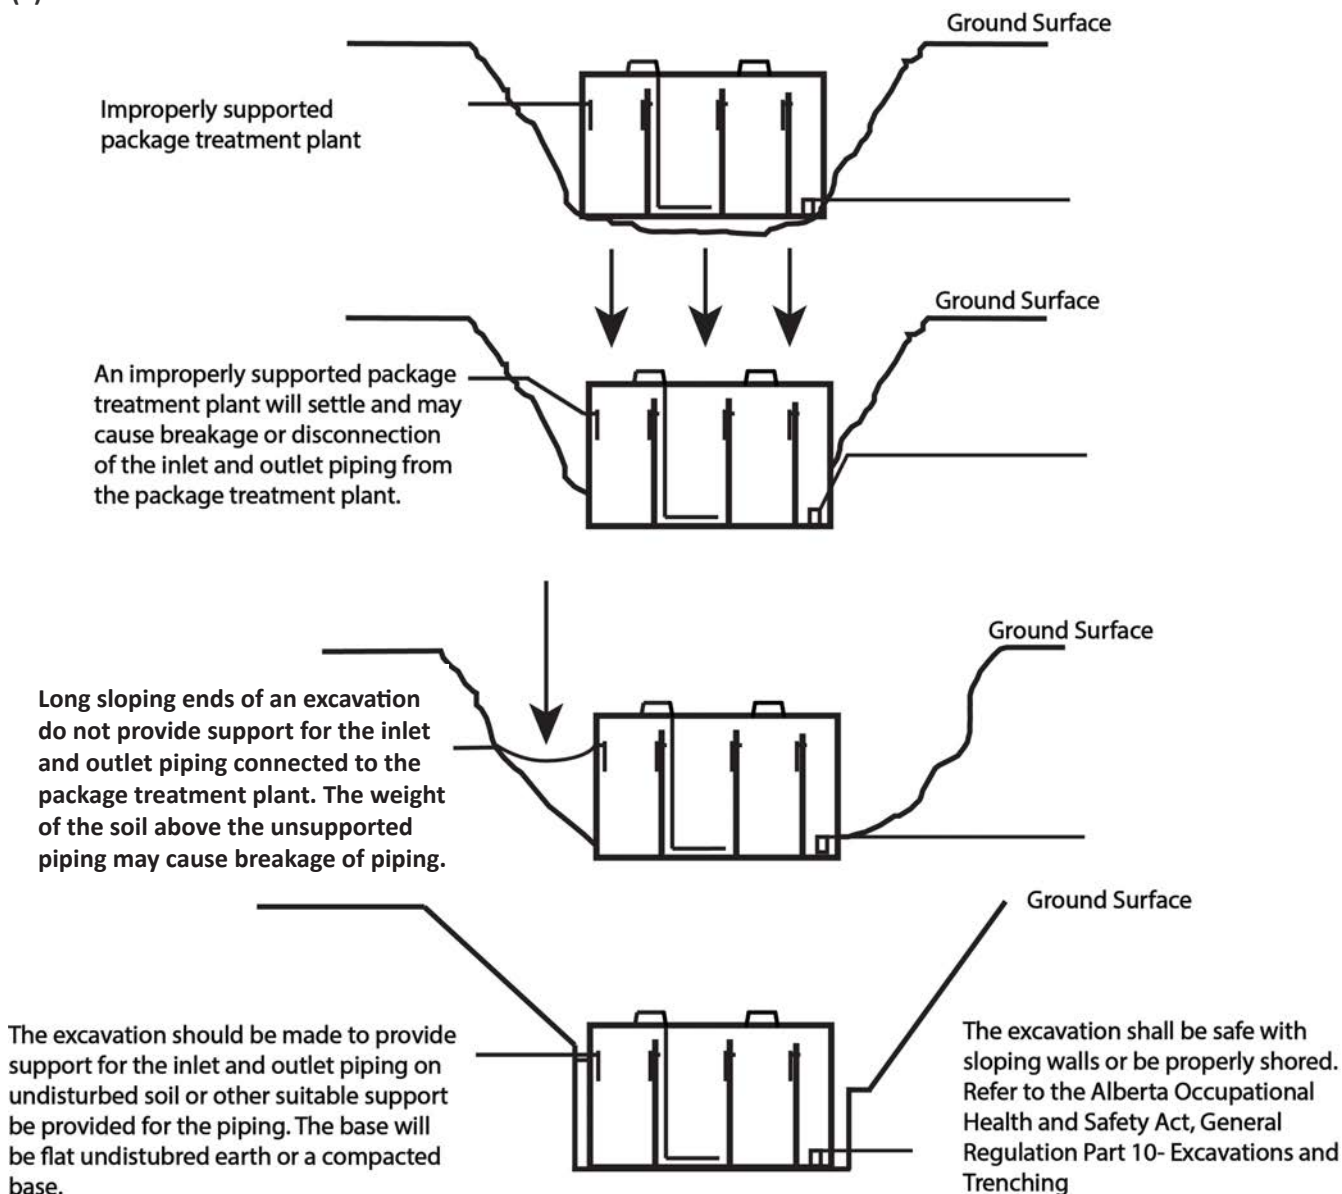 Ground Surface
Improperly supported
package treatment plant
Ground Surface
An improperly supported package
treatment plant will settle and may
cause breakage or disconnection
of the inlet and outlet piping from
the package treatment plant.
Ground Surface
Long sloping ends of an excavation
do not provide support for the inlet
and outlet piping connected to the
package treatment plant. The weight
of the soil above the unsupported
piping may cause breakage of piping.
Ground Surface
The excavation should be made to provide
support for the inlet and outlet piping on
undisturbed soil or other suitable support
be provided for the piping. The base will
be flat undistubred earth or a compacted
base.
The excavation shall be safe with
sloping walls or be properly shored.
Refer to the Alberta Occupational
Health and Safety Act, General
Regulation Part 10- Excavations and
Trenching